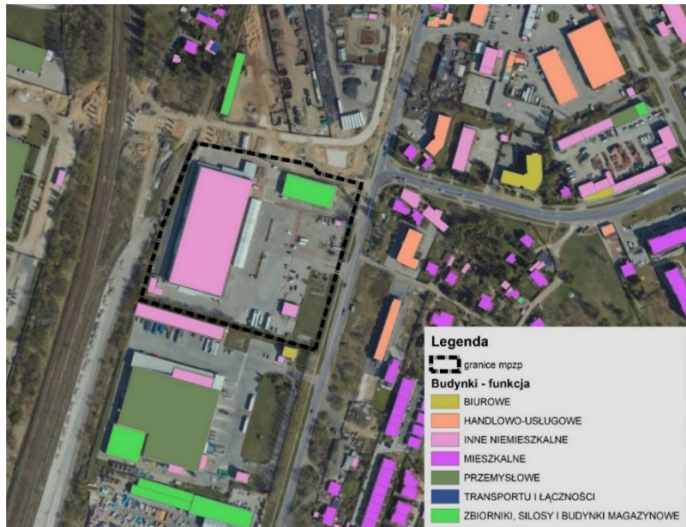 Legenda
granice mpzp
Budynki - funkcja
BIUROWE
HANDLOWO-USŁUGOWE
INNE NIEMIESZKALNE
MIESZKALNE
PRZEMYSŁOWE
TRANSPORTU I ŁĄCZNOŚCI
ZBIORNIKI, SILOSY I BUDYNKI MAGAZYNOWE